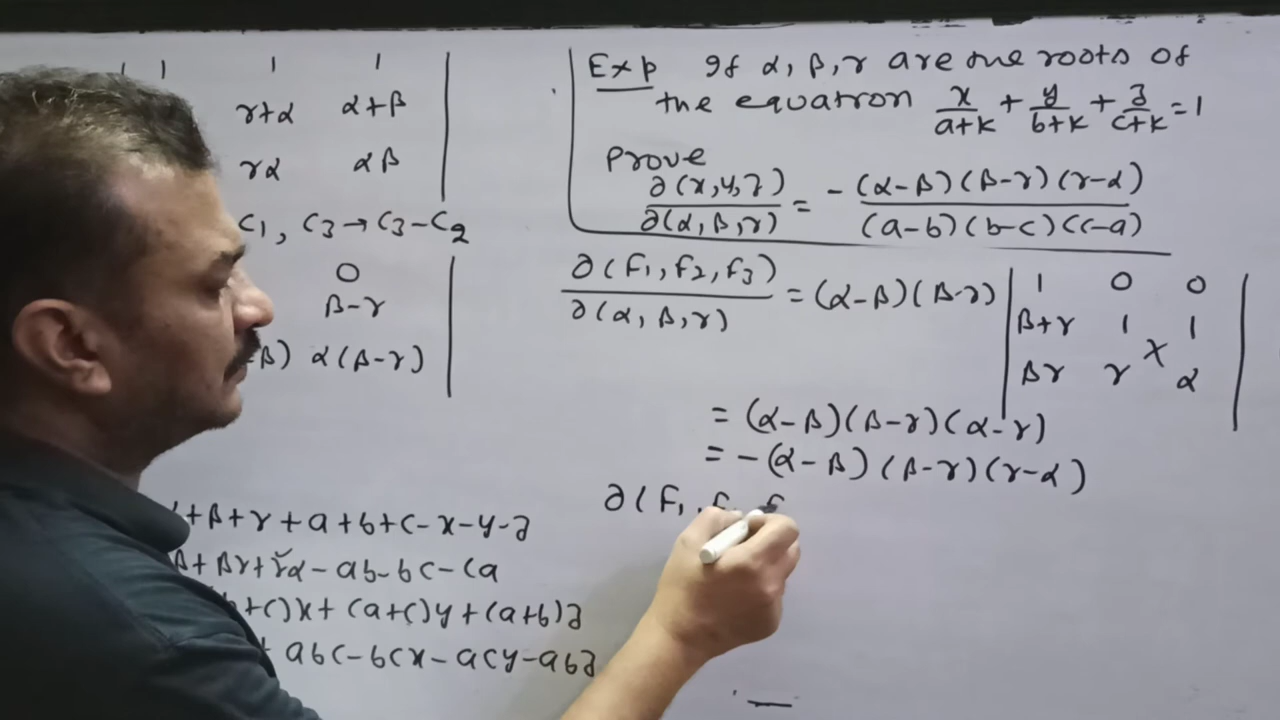 1 1 1
γ+α α+β
γα αβ
C₁, C₃→C₃-C₂
0
β-γ
β) α(β-γ)
+β+γ+a+b+c-x-y-z
β+βγ+γα-ab-bc-ca
+c)x+(a+c)y+(a+b)z
abc-bcx-acy-abz
Exp If α, β, γ are the roots of
the equation x/(a+k) + y/(b+k) + z/(c+k) = 1
Prove
∂(x,y,z)/∂(α,β,γ) = -(α-β)(β-γ)(γ-α)/(a-b)(b-c)(c-a)
∂(F₁,F₂,F₃)/∂(α,β,γ) = (α-β)(β-γ) | 1 0 0 |
β+γ 1 1
βγ γ α
= (α-β)(β-γ)(α-γ)
= -(α-β)(β-γ)(γ-α)
∂(F₁, F